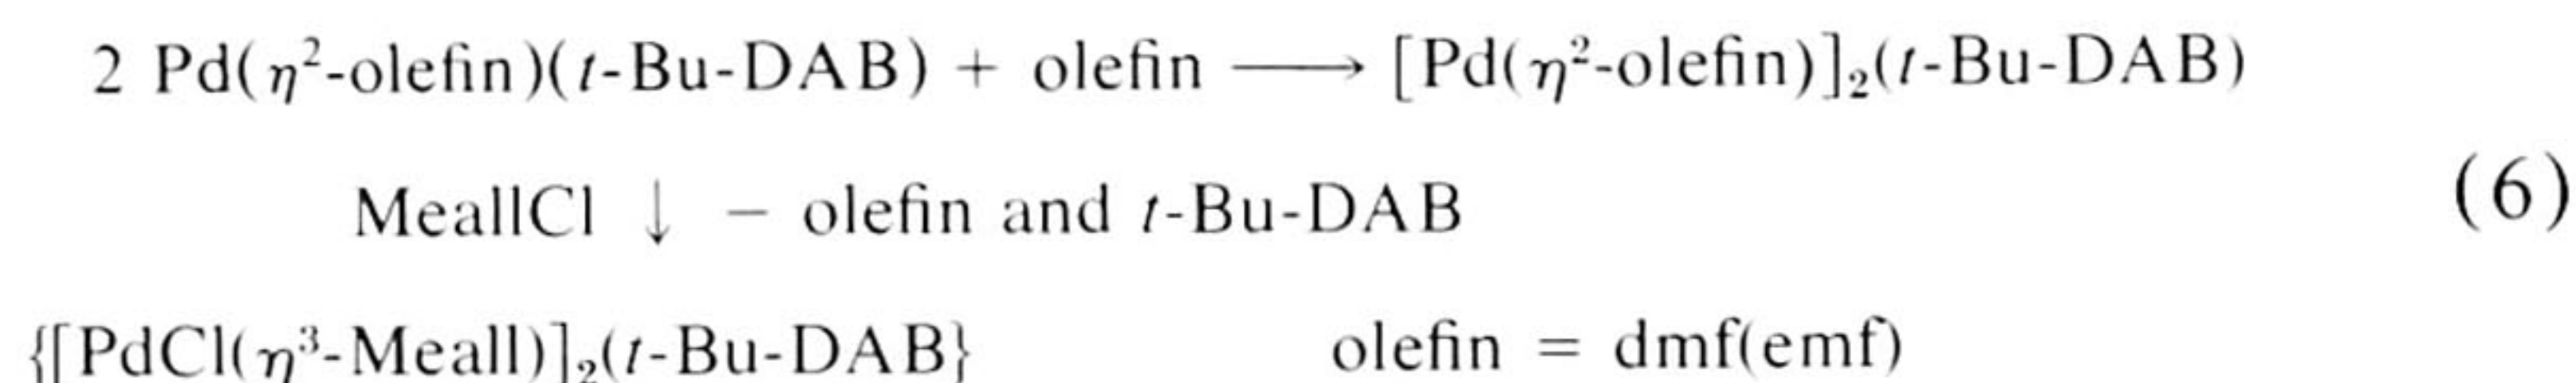 2 Pd(η²-olefin)(t-Bu-DAB) + olefin ⟶ [Pd(η²-olefin)]₂(t-Bu-DAB)
MeallCl ↓ − olefin and t-Bu-DAB (6)
{[PdCl(η³-Meall)]₂(t-Bu-DAB} olefin = dmf(emf)